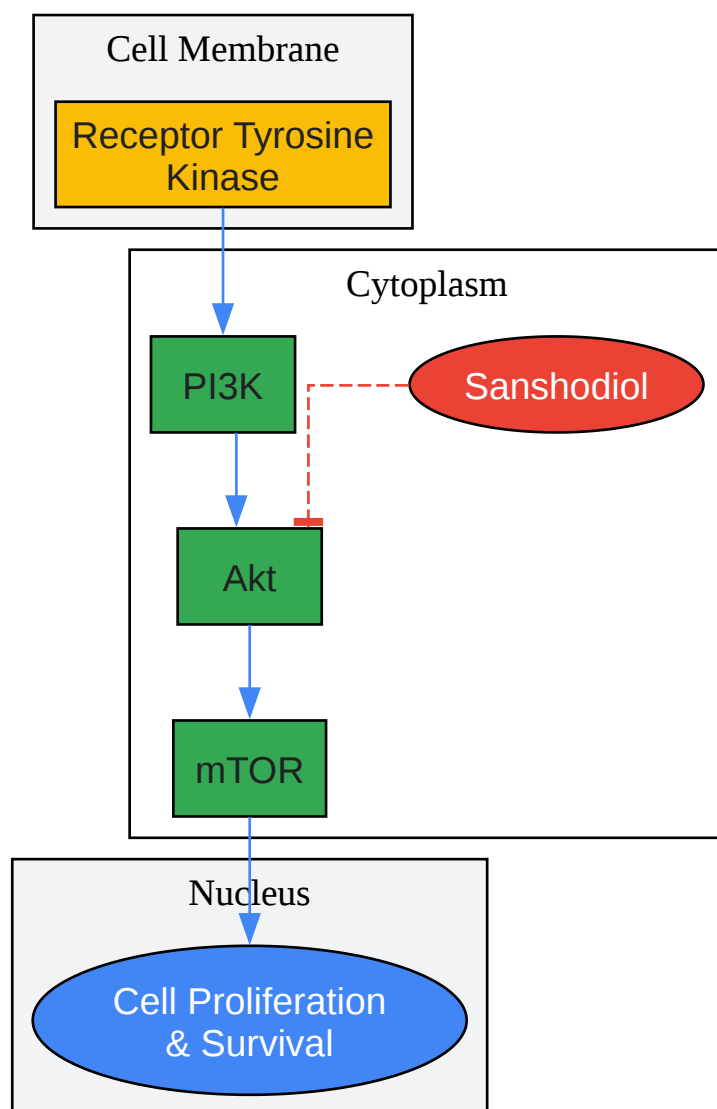 Cell Membrane
Receptor Tyrosine
Kinase
Cytoplasm
PI3K
Sanshodiol
Akt
mTOR
Nucleus
Cell Proliferation
& Survival